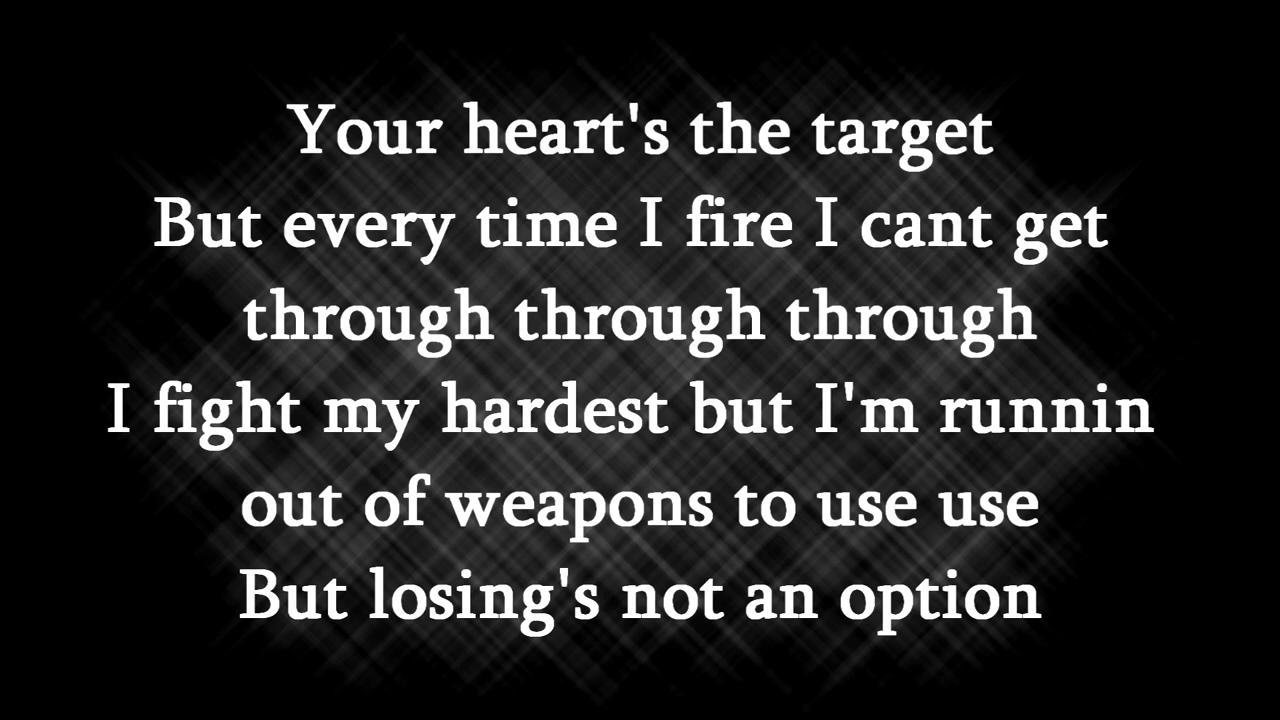 Your heart's the target
But every time I fire I cant get
through through through
I fight my hardest but I'm runnin
out of weapons to use use
But losing's not an option